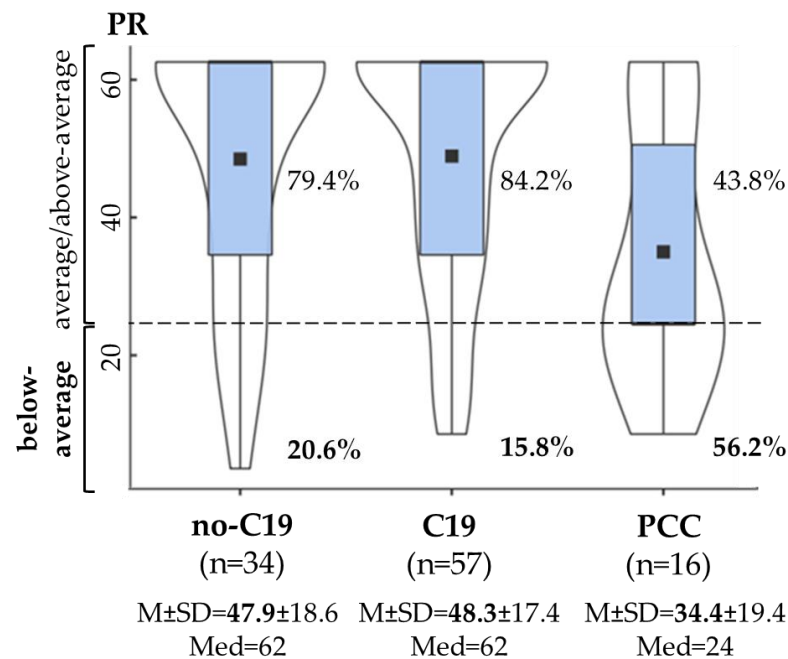 PR
average/above-average
below-
average
60
40
20
79.4%
84.2%
43.8%
20.6%
15.8%
56.2%
no-C19
C19
PCC
(n=34)
(n=57)
(n=16)
M±SD=47.9±18.6
M±SD=48.3±17.4
M±SD=34.4±19.4
Med=62
Med=62
Med=24